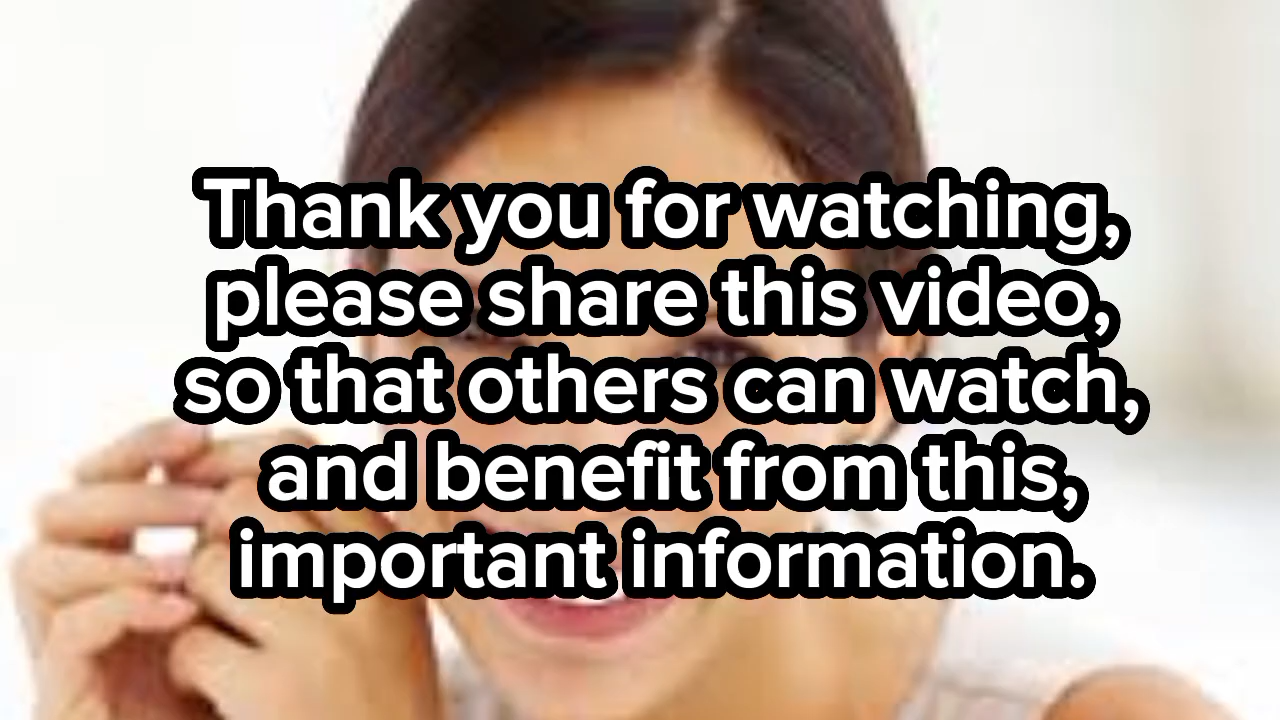 Thank you for watching,
please share this video,
so that others can watch,
and benefit from this,
important information.